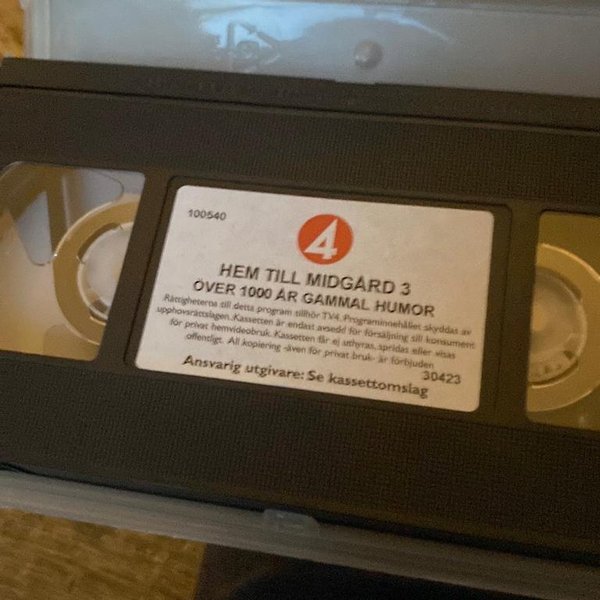 100540
4
HEM TILL MIDGÅRD 3
ÖVER 1000 ÅR GAMMAL HUMOR
Rättigheterna till detta program tillhör TV4. Programinnehållet skyddas av
upphovsrättslagen. Kassetten är endast avsedd för försäljning till konsument
för privat hemvideobruk. Kassetten får ej uthyras, spridas eller visas
offentligt. All kopiering -även för privat bruk- är förbjuden
30423
Ansvarig utgivare: Se kassettomslag